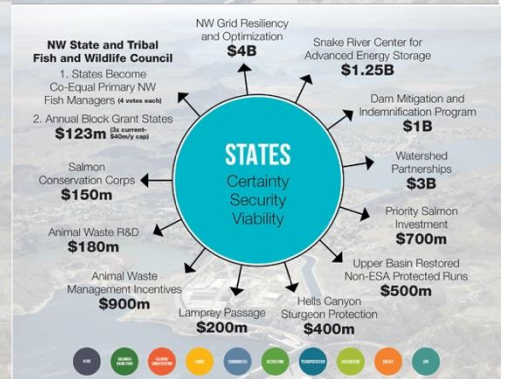 NW Grid Resiliency
and Optimization
$4B
Snake River Center for
Advanced Energy Storage
$1.25B
NW State and Tribal
Fish and Wildlife Council
1. States Become
Co-Equal Primary NW
Fish Managers (4 votes each)
2. Annual Block Grant States
$123m (3x current-
$40m/y cap)
Dam Mitigation and
Indemnification Program
$1B
Watershed
Partnerships
$3B
Salmon
Conservation Corps
$150m
STATES
Certainty
Security
Viability
Priority Salmon
Investment
$700m
Animal Waste R&D
$180m
Upper Basin Restored
Non-ESA Protected Runs
$500m
Animal Waste
Management Incentives
$900m
Lamprey Passage
$200m
Hells Canyon
Sturgeon Protection
$400m